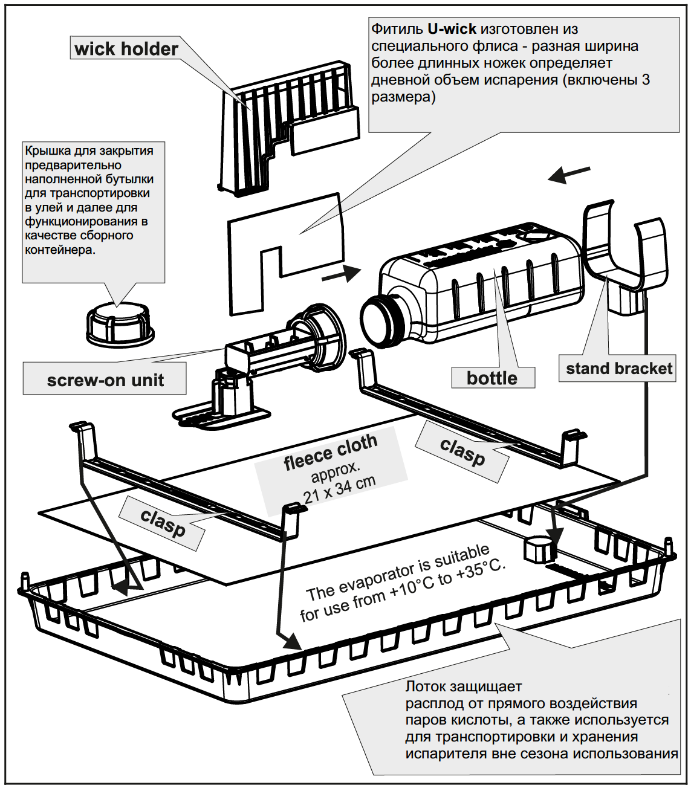 wick holder
Фитиль U-wick изготовлен из
специального флиса - разная ширина
более длинных ножек определяет
дневной объем испарения (включены 3
размера)
Крышка для закрытия
предварительно
наполненной бутылки
для транспортировки
в улей и далее для
функционирования в
качестве сборного
контейнера.
screw-on unit
bottle
stand bracket
fleece cloth
approx.
21 x 34 cm
clasp
clasp
The evaporator is suitable
for use from +10°C to +35°C.
Лоток защищает
расплод от прямого воздействия
паров кислоты, а также используется
для транспортировки и хранения
испарителя вне сезона использования